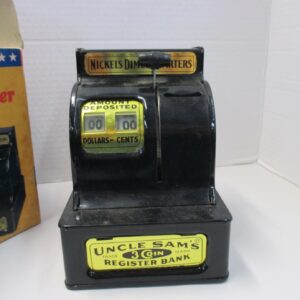 NICKELS DIMES QUARTERS
AMOUNT
DEPOSITED
00 00
DOLLARS-CENTS
UNCLE SAM'S
3 COIN
REGISTER BANK